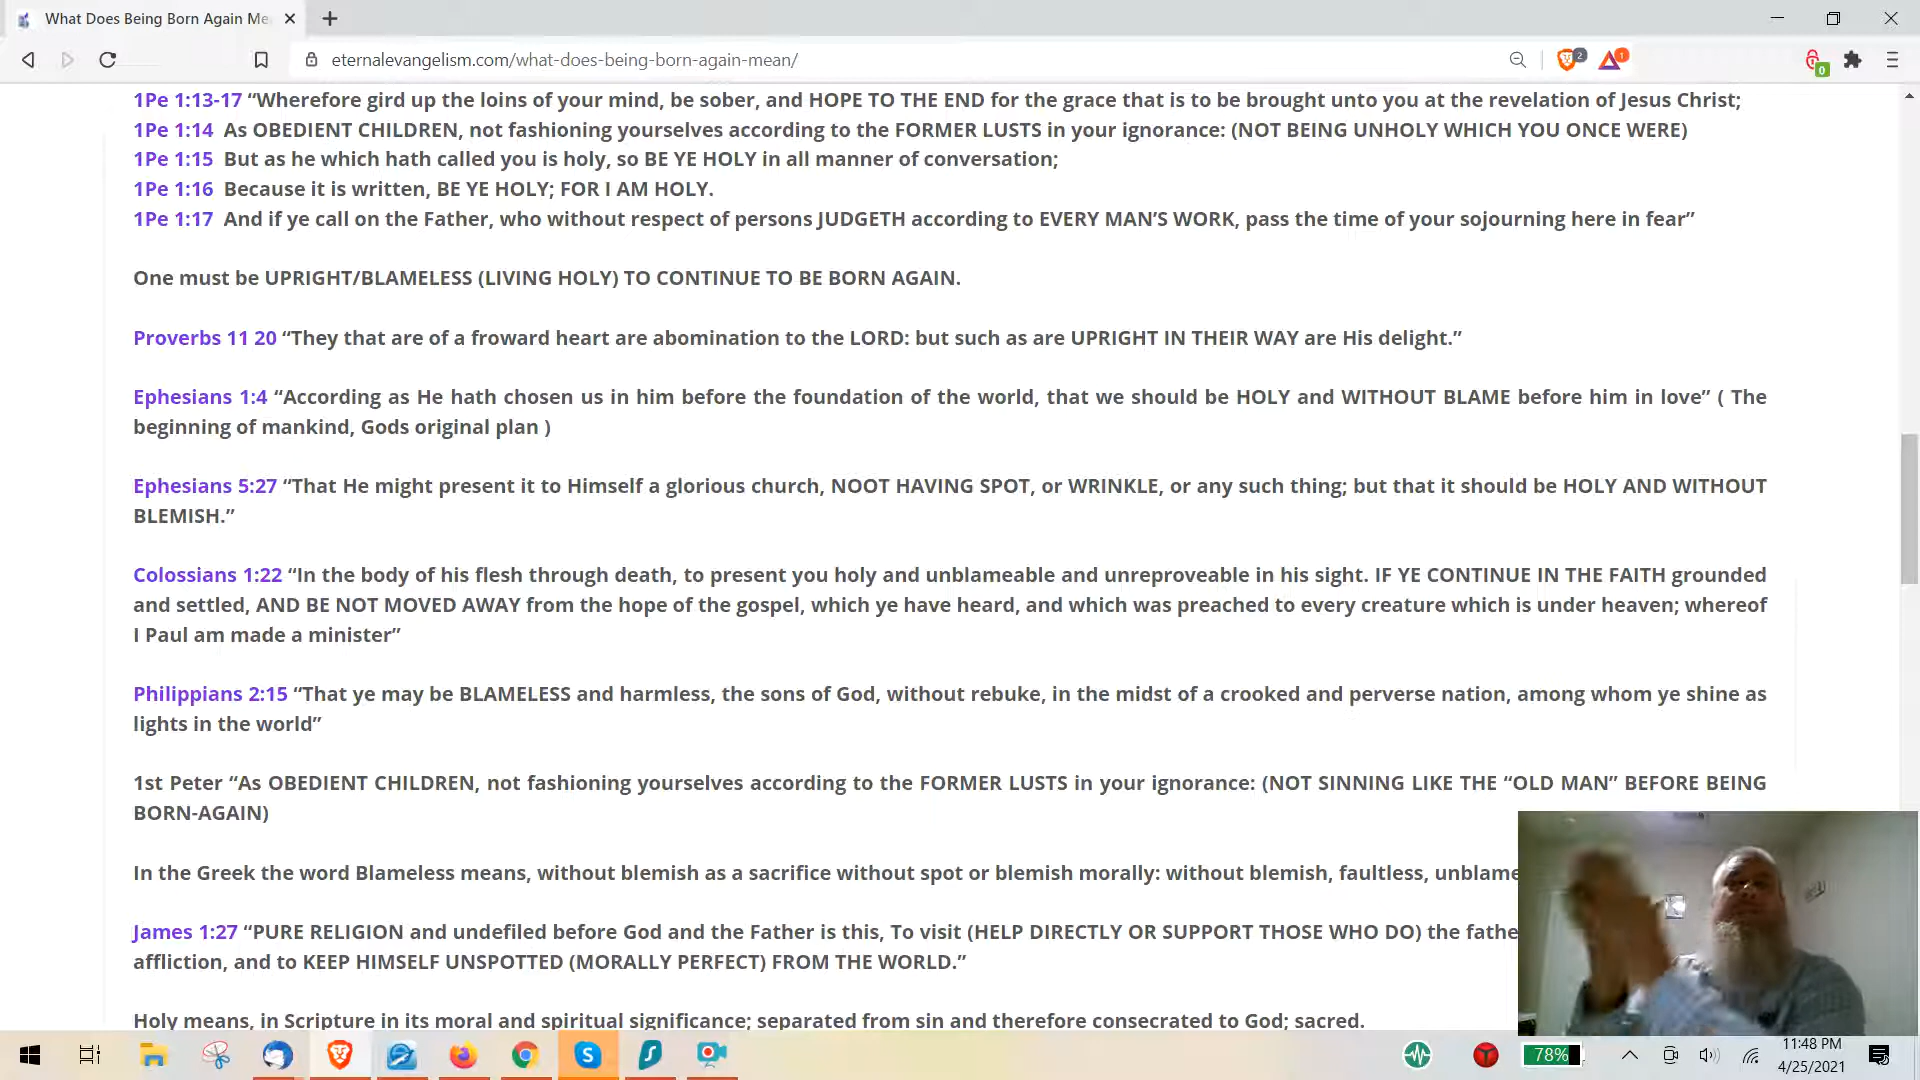 What Does Being Born Again Me
eternalevangelism.com/what-does-being-born-again-mean/
2
1
0
1Pe 1:13-17 “Wherefore gird up the loins of your mind, be sober, and HOPE TO THE END for the grace that is to be brought unto you at the revelation of Jesus Christ;
1Pe 1:14 As OBEDIENT CHILDREN, not fashioning yourselves according to the FORMER LUSTS in your ignorance: (NOT BEING UNHOLY WHICH YOU ONCE WERE)
1Pe 1:15 But as he which hath called you is holy, so BE YE HOLY in all manner of conversation;
1Pe 1:16 Because it is written, BE YE HOLY; FOR I AM HOLY.
1Pe 1:17 And if ye call on the Father, who without respect of persons JUDGETH according to EVERY MAN’S WORK, pass the time of your sojourning here in fear”
One must be UPRIGHT/BLAMELESS (LIVING HOLY) TO CONTINUE TO BE BORN AGAIN.
Proverbs 11 20 “They that are of a froward heart are abomination to the LORD: but such as are UPRIGHT IN THEIR WAY are His delight.”
Ephesians 1:4 “According as He hath chosen us in him before the foundation of the world, that we should be HOLY and WITHOUT BLAME before him in love” ( The
beginning of mankind, Gods original plan )
Ephesians 5:27 “That He might present it to Himself a glorious church, NOOT HAVING SPOT, or WRINKLE, or any such thing; but that it should be HOLY AND WITHOUT
BLEMISH.”
Colossians 1:22 “In the body of his flesh through death, to present you holy and unblameable and unreproveable in his sight. IF YE CONTINUE IN THE FAITH grounded
and settled, AND BE NOT MOVED AWAY from the hope of the gospel, which ye have heard, and which was preached to every creature which is under heaven; whereof
I Paul am made a minister”
Philippians 2:15 “That ye may be BLAMELESS and harmless, the sons of God, without rebuke, in the midst of a crooked and perverse nation, among whom ye shine as
lights in the world”
1st Peter “As OBEDIENT CHILDREN, not fashioning yourselves according to the FORMER LUSTS in your ignorance: (NOT SINNING LIKE THE “OLD MAN” BEFORE BEING
BORN-AGAIN)
In the Greek the word Blameless means, without blemish as a sacrifice without spot or blemish morally: without blemish, faultless, unblame
James 1:27 “PURE RELIGION and undefiled before God and the Father is this, To visit (HELP DIRECTLY OR SUPPORT THOSE WHO DO) the fathe
affliction, and to KEEP HIMSELF UNSPOTTED (MORALLY PERFECT) FROM THE WORLD.”
Holy means, in Scripture in its moral and spiritual significance; separated from sin and therefore consecrated to God; sacred.
78%
11:48 PM
4/25/2021